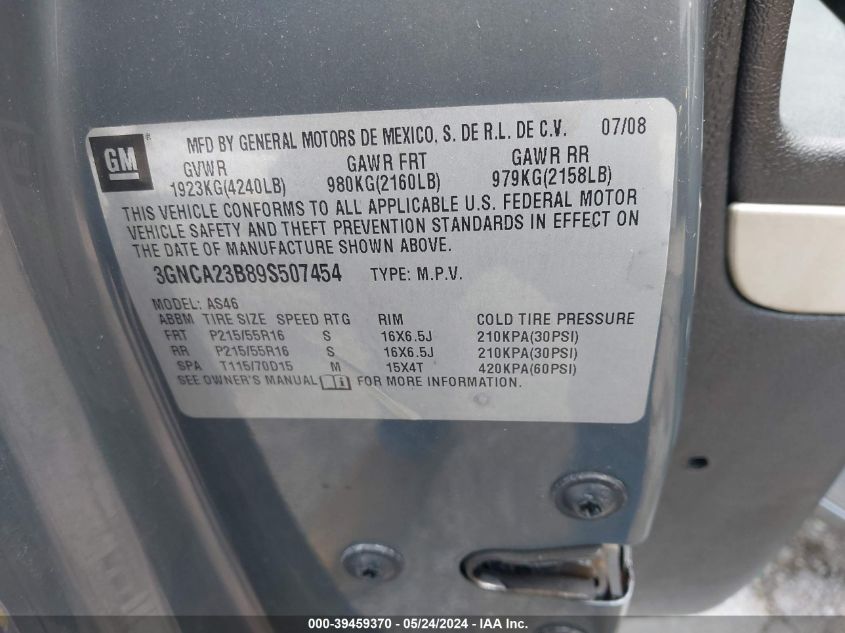 GM
MFD BY GENERAL MOTORS DE MEXICO, S. DE R.L. DE C.V. 07/08
GVWR GAWR FRT GAWR RR
1923KG(4240LB) 980KG(2160LB) 979KG(2158LB)
THIS VEHICLE CONFORMS TO ALL APPLICABLE U.S. FEDERAL MOTOR
VEHICLE SAFETY AND THEFT PREVENTION STANDARDS IN EFFECT ON
THE DATE OF MANUFACTURE SHOWN ABOVE.
3GNCA23B89S507454 TYPE: M.P.V.
MODEL: AS46
ABBM TIRE SIZE SPEED RTG RIM COLD TIRE PRESSURE
FRT P215/55R16 S 16X6.5J 210KPA(30PSI)
RR P215/55R16 S 16X6.5J 210KPA(30PSI)
SPA T115/70D15 M 15X4T 420KPA(60PSI)
SEE OWNER'S MANUAL i FOR MORE INFORMATION.
000-39459370 / 05/24/2024 - Copyright IAA, Inc.